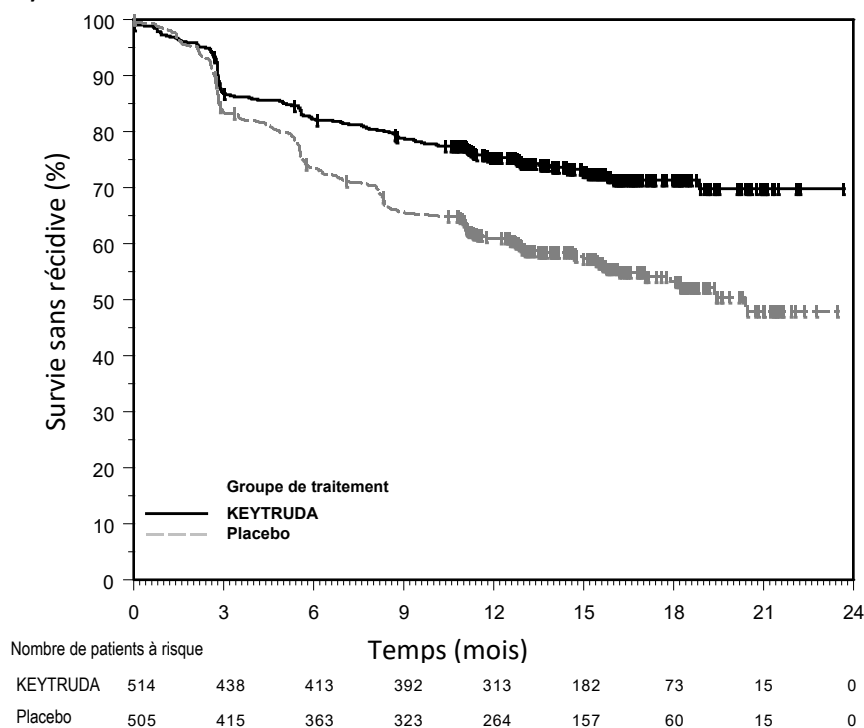 100
90
80
70
60
50
40
30
20
10
0
Survie sans récidive (%)
Groupe de traitement
KEYTRUDA
Placebo
0 3 6 9 12 15 18 21 24
Temps (mois)
Nombre de patients à risque
KEYTRUDA 514 438 413 392 313 182 73 15 0
Placebo 505 415 363 323 264 157 60 15 0